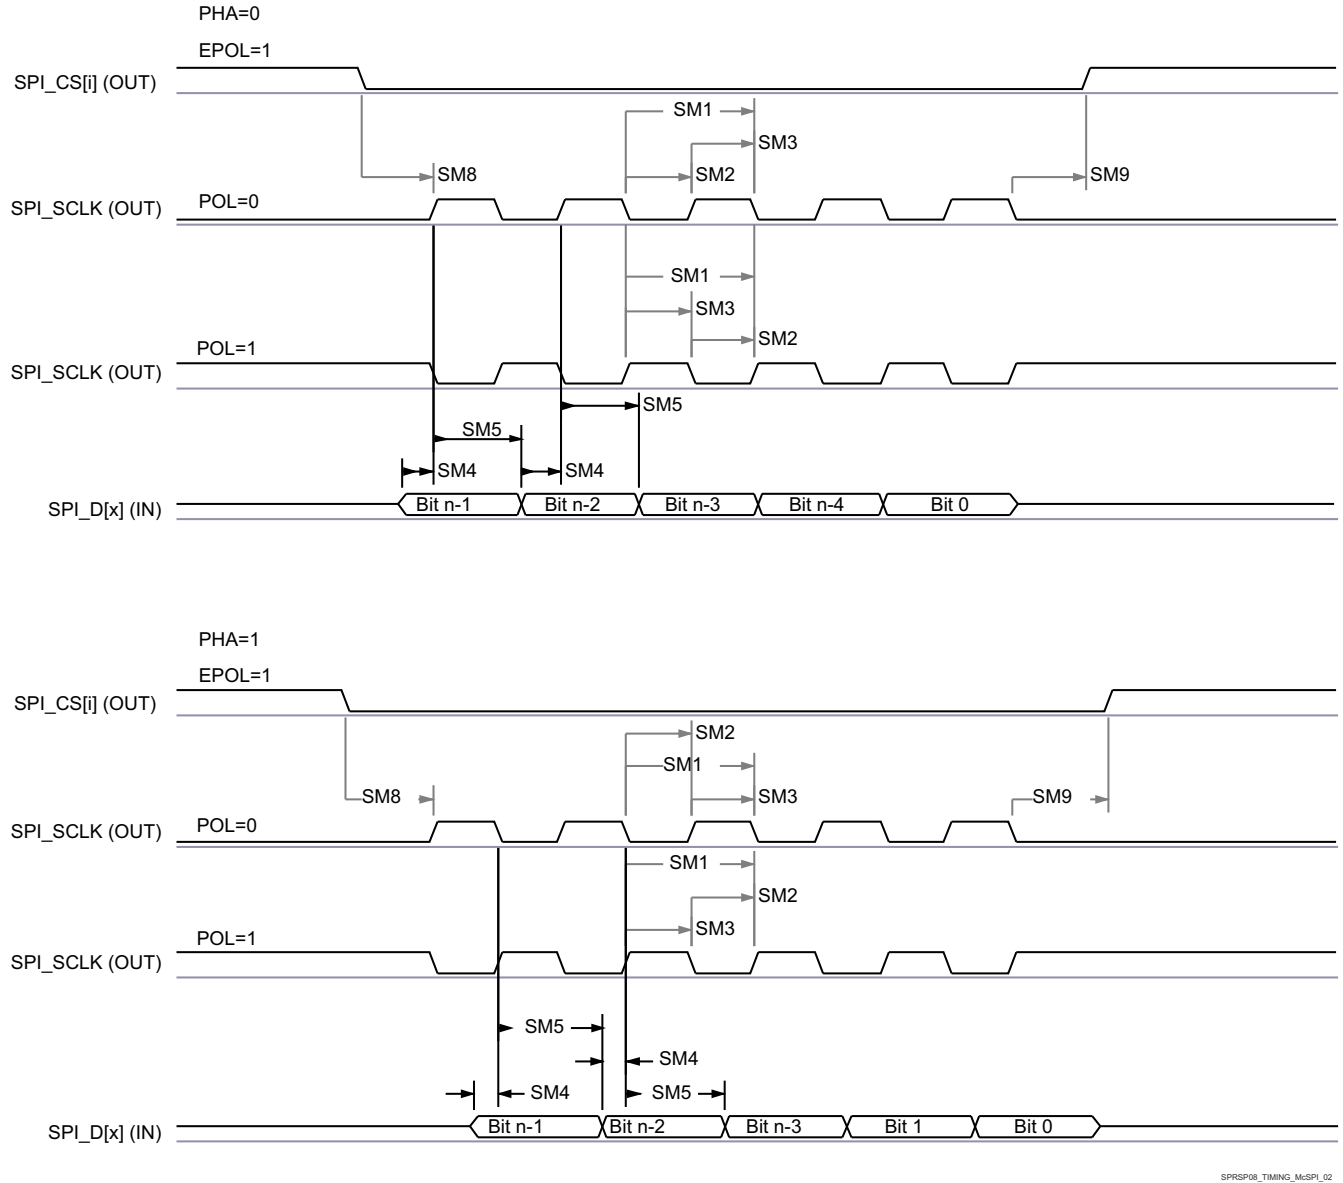 PHA=0
EPOL=1
SPI_CS[i] (OUT)
SM1
SM3
SM8
SM2
SM9
SPI_SCLK (OUT)
POL=0
SM1
SM3
SM2
POL=1
SPI_SCLK (OUT)
SM5
SM5
SM4
SM4
SPI_D[x] (IN)
Bit n-1
Bit n-2
Bit n-3
Bit n-4
Bit 0
PHA=1
EPOL=1
SPI_CS[i] (OUT)
SM2
SM1
SM8
SM3
SM9
SPI_SCLK (OUT)
POL=0
SM1
SM2
SM3
POL=1
SPI_SCLK (OUT)
SM5
SM4
SM4
SM5
SPI_D[x] (IN)
Bit n-1
Bit n-2
Bit n-3
Bit 1
Bit 0
SPRSP08_TIMING_McSPI_02